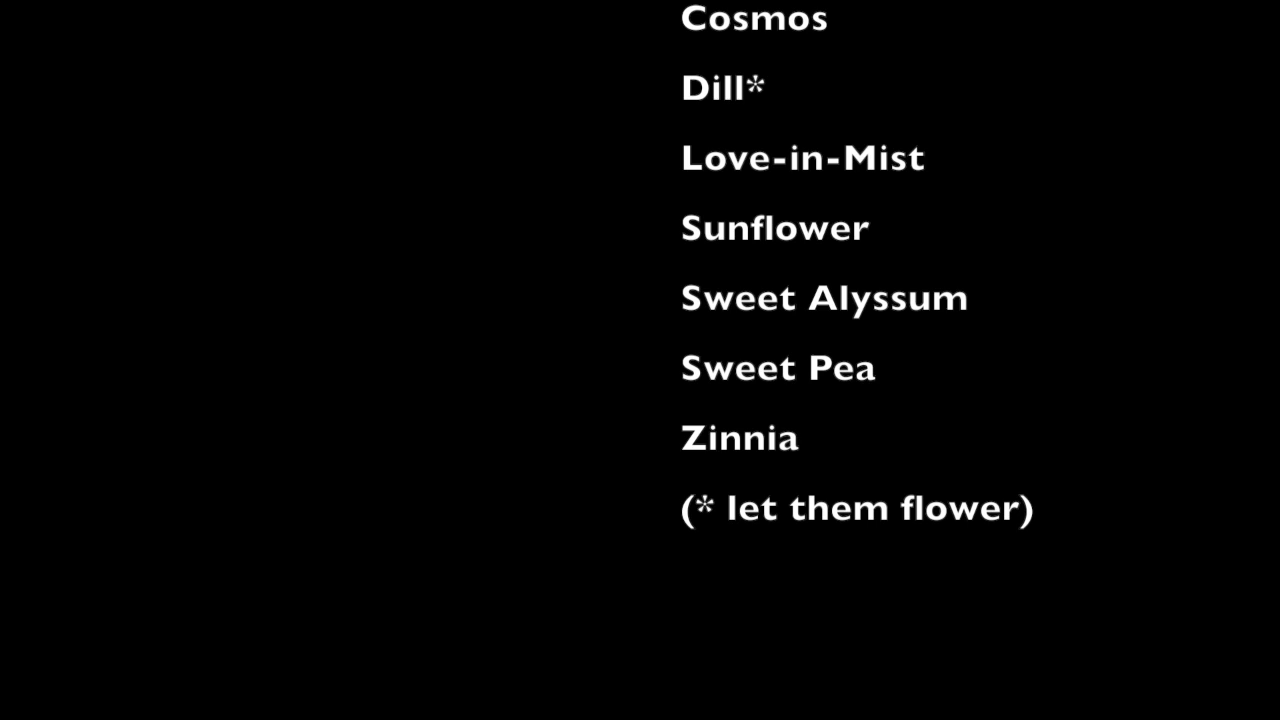 Cosmos
Dill*
Love-in-Mist
Sunflower
Sweet Alyssum
Sweet Pea
Zinnia
(* let them flower)